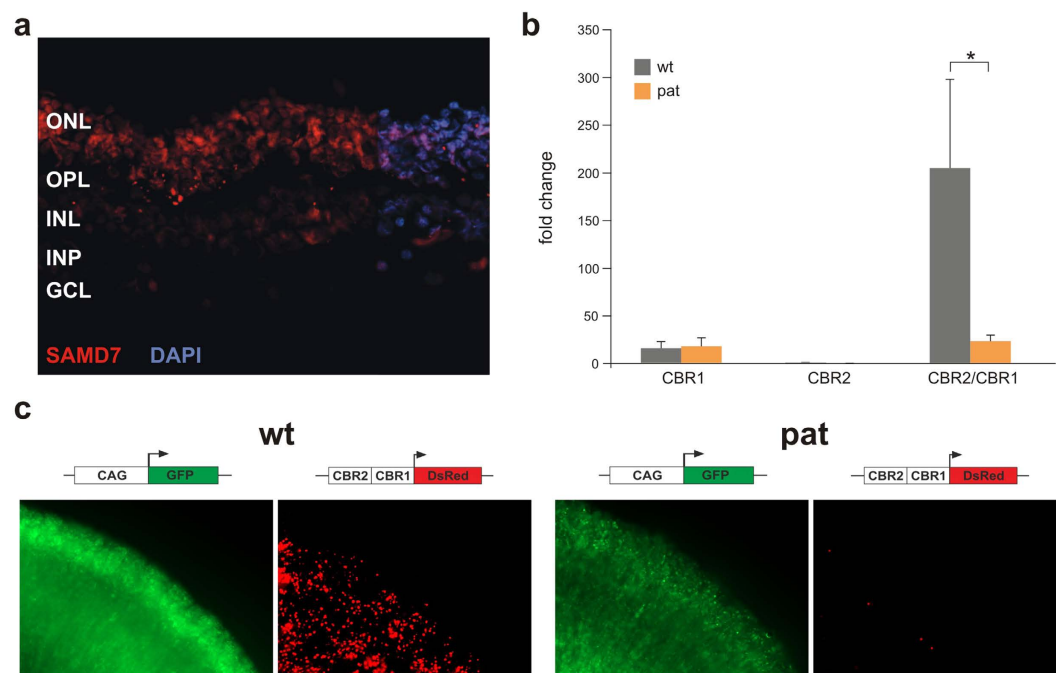 a
ONL
OPL
INL
INP
GCL
SAMD7 DAPI
b
fold change
350
300
250
200
150
100
50
0
wt
pat
*
CBR1 CBR2 CBR2/CBR1
c
wt pat
CAG GFP CBR2 CBR1 DsRed CAG GFP CBR2 CBR1 DsRed